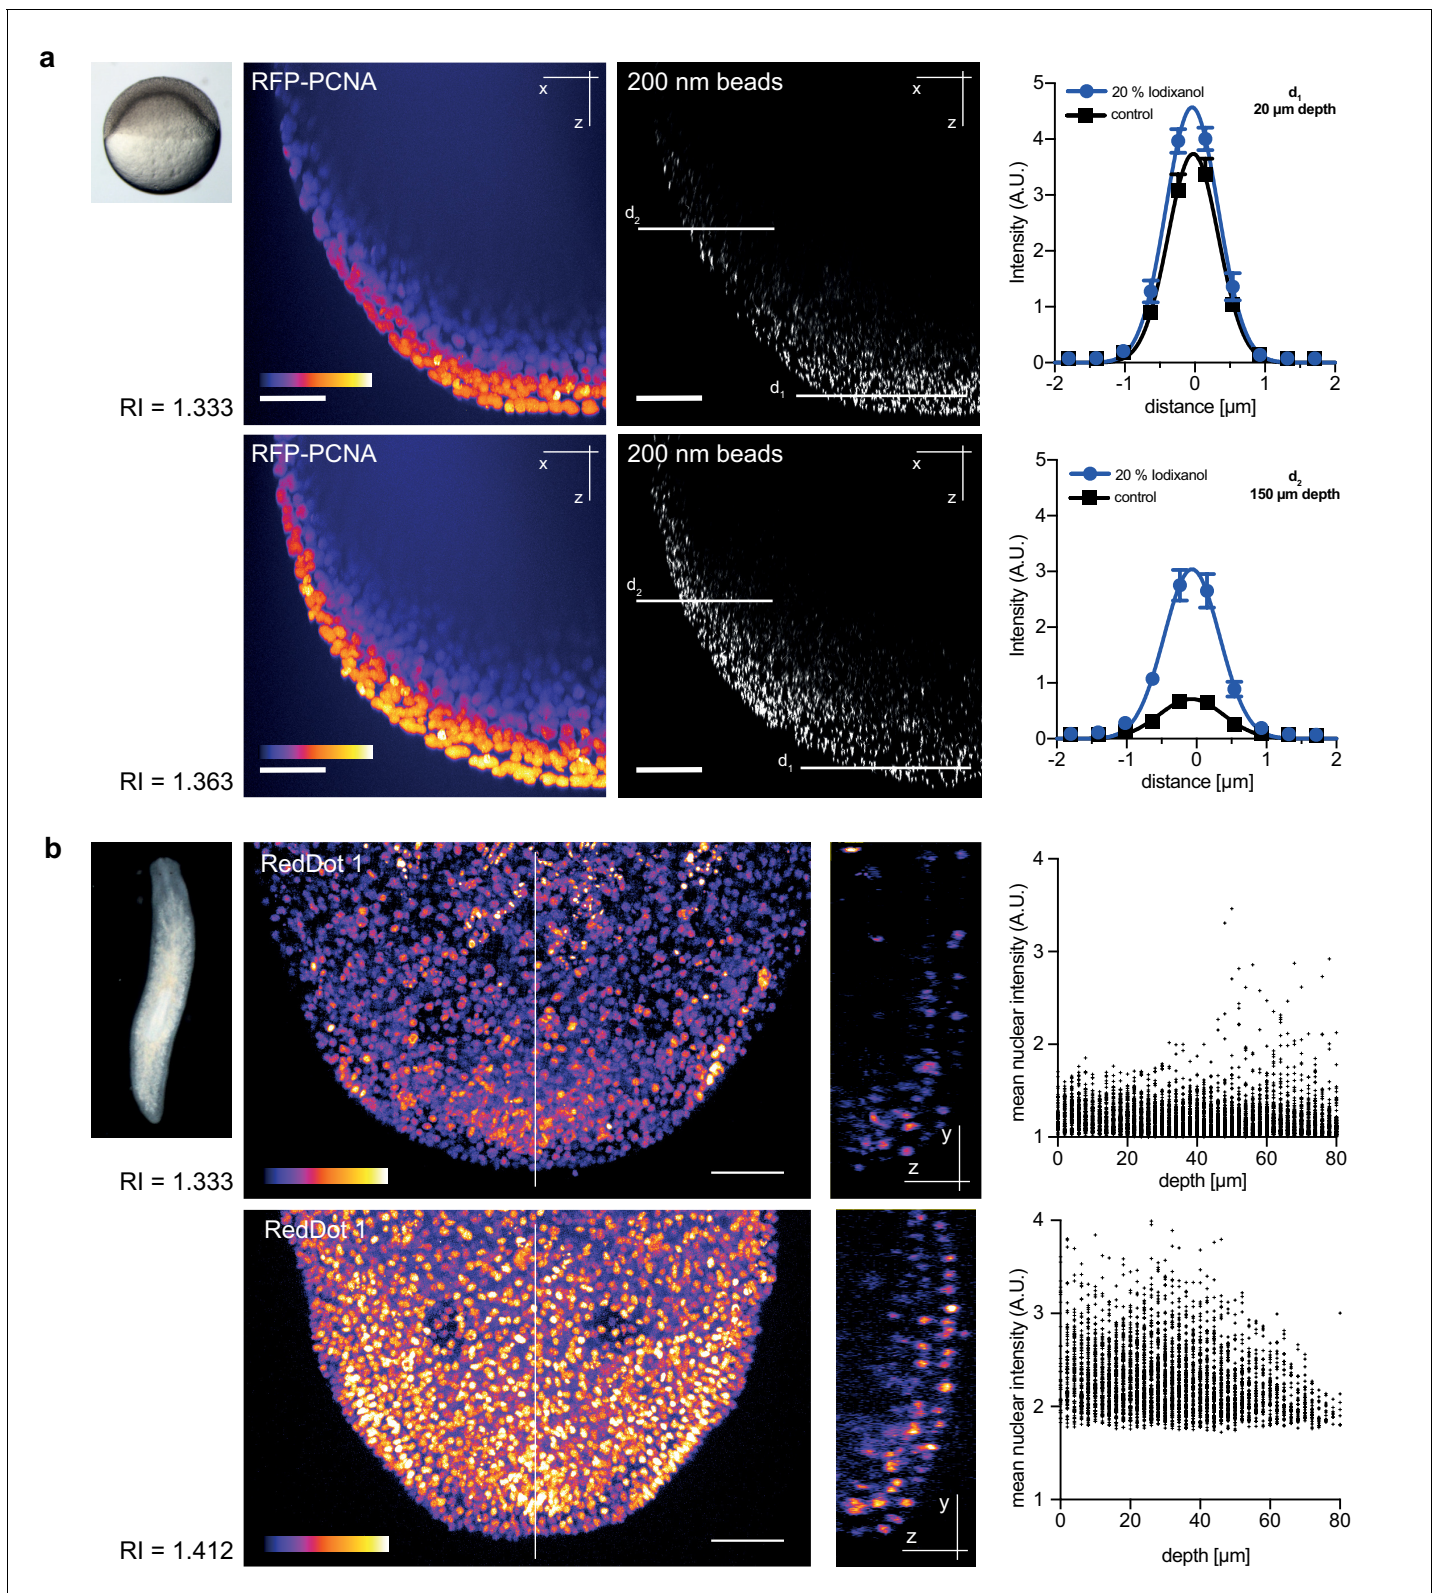 a
RFP-PCNA
x
z
200 nm beads
x
z
d2
d1
RI = 1.333
5
4
3
2
1
0
Intensity (A.U.)
20 % Iodixanol
control
d1
20 µm depth
-2 -1 0 1 2
distance [µm]
RFP-PCNA
x
z
200 nm beads
x
z
d2
d1
RI = 1.363
5
4
3
2
1
0
Intensity (A.U.)
20 % Iodixanol
control
d2
150 µm depth
-2 -1 0 1 2
distance [µm]
b
RedDot 1
y
z
RI = 1.333
4
3
2
1
mean nuclear intensity (A.U.)
0 20 40 60 80
depth [µm]
RedDot 1
y
z
RI = 1.412
4
3
2
1
mean nuclear intensity (A.U.)
0 20 40 60 80
depth [µm]